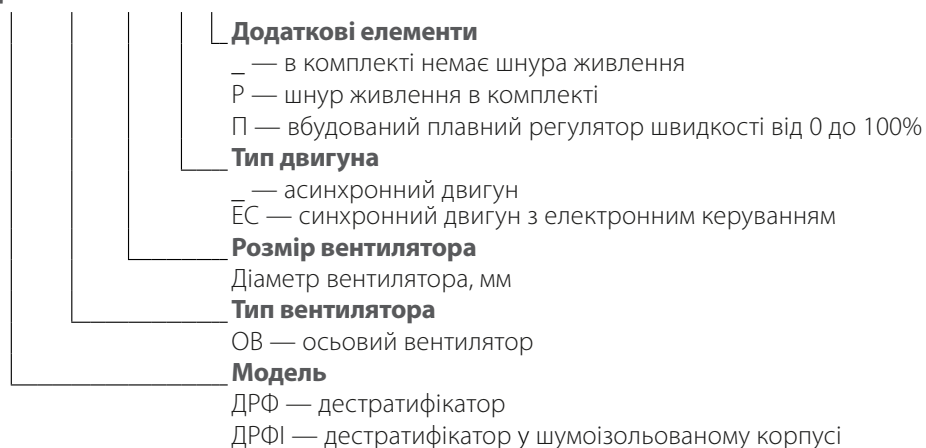 Додаткові елементи
_ — в комплекті немає шнура живлення
Р — шнур живлення в комплекті
П — вбудований плавний регулятор швидкості від 0 до 100%
Тип двигуна
_ — асинхронний двигун
ЕС — синхронний двигун з електронним керуванням
Розмір вентилятора
Діаметр вентилятора, мм
Тип вентилятора
ОВ — осьовий вентилятор
Модель
ДРФ — дестратифікатор
ДРФІ — дестратифікатор у шумоізольованому корпусі